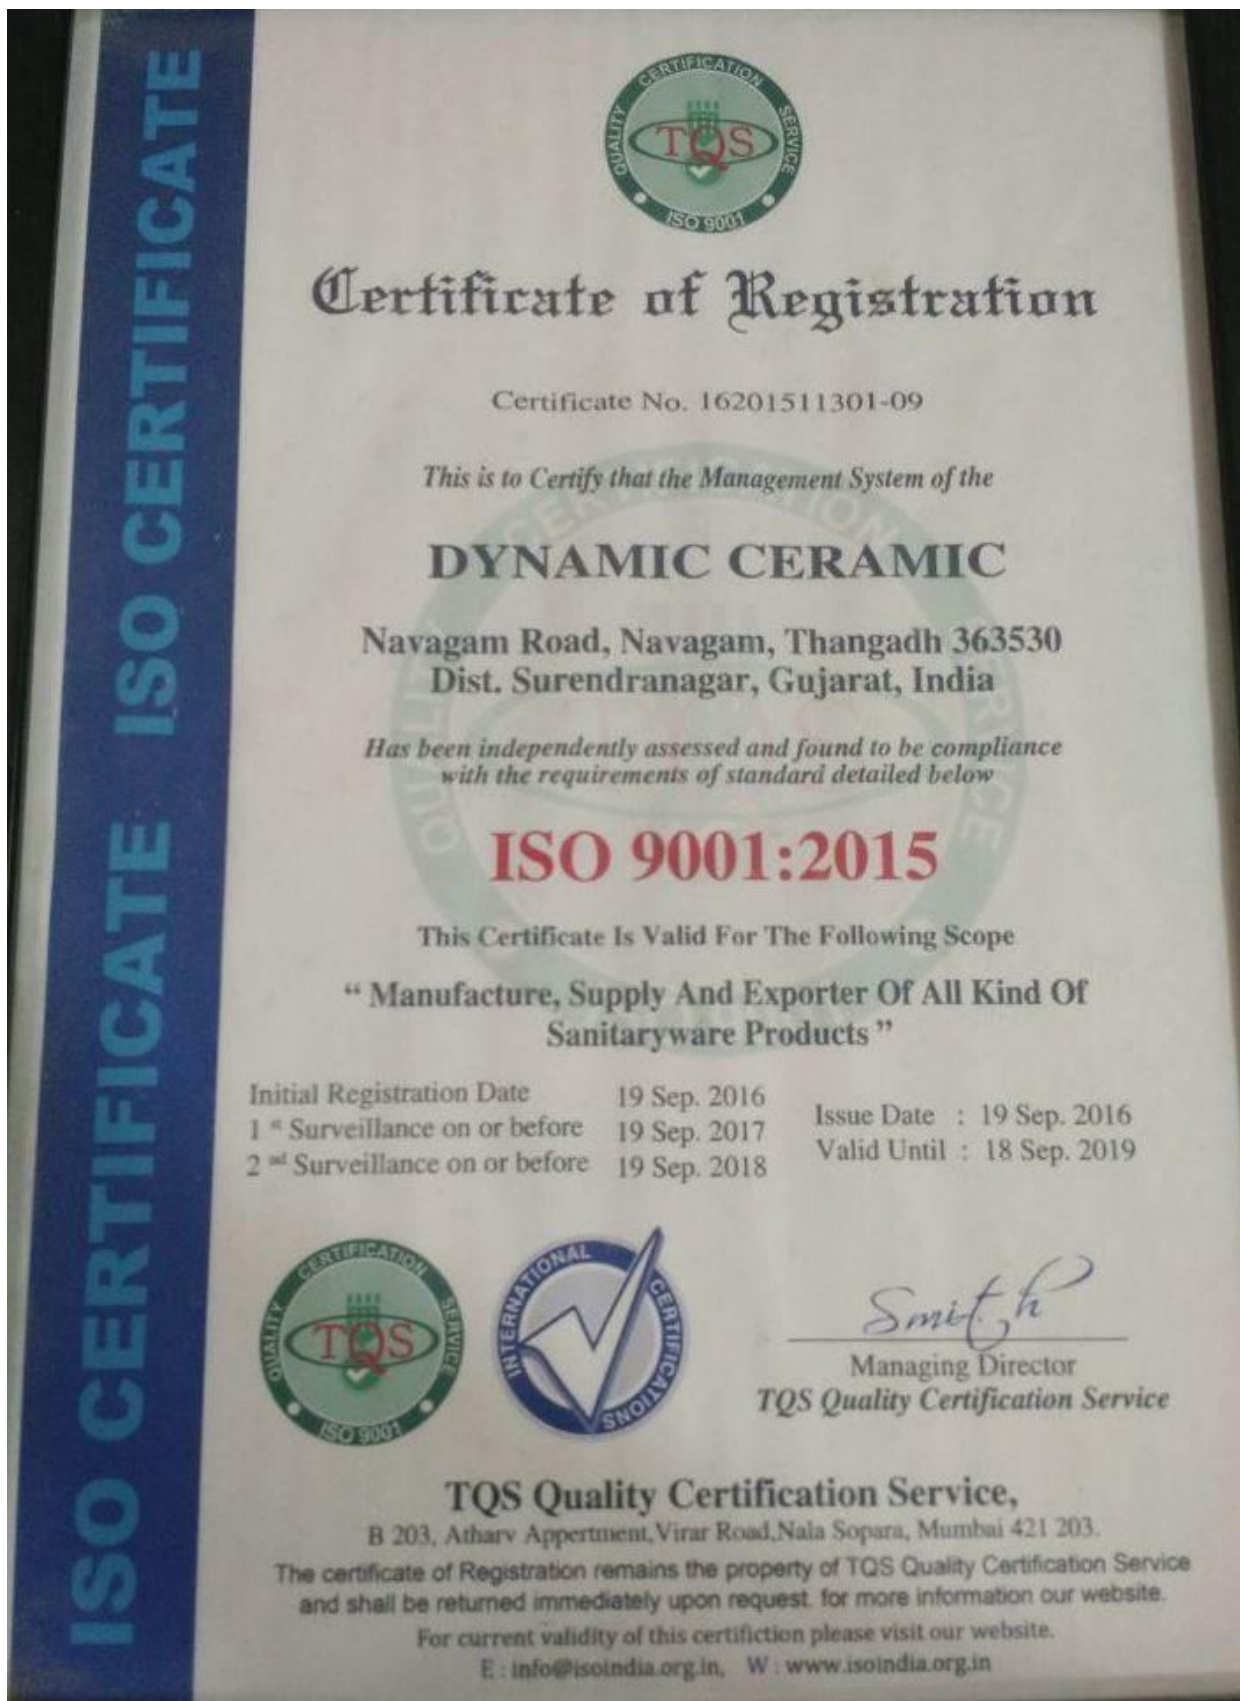 QUALITY CERTIFICATION SERVICE
TQS
ISO 9001
Certificate of Registration
Certificate No. 16201511301-09
This is to Certify that the Management System of the
DYNAMIC CERAMIC
Navagam Road, Navagam, Thangadh 363530
Dist. Surendranagar, Gujarat, India
Has been independently assessed and found to be compliance
with the requirements of standard detailed below
ISO 9001:2015
This Certificate Is Valid For The Following Scope
“ Manufacture, Supply And Exporter Of All Kind Of
Sanitaryware Products ”
Initial Registration Date 19 Sep. 2016
1 st Surveillance on or before 19 Sep. 2017
2 nd Surveillance on or before 19 Sep. 2018
Issue Date : 19 Sep. 2016
Valid Until : 18 Sep. 2019
QUALITY CERTIFICATION SERVICE
TQS
ISO 9001
INTERNATIONAL CERTIFICATIONS
Smith
Managing Director
TQS Quality Certification Service
TQS Quality Certification Service,
B 203, Atharv Appertment,Virar Road,Nala Sopara, Mumbai 421 203.
The certificate of Registration remains the property of TQS Quality Certification Service
and shall be returned immediately upon request. for more information our website.
For current validity of this certifiction please visit our website.
E : info@isoindia.org.in, W : www.isoindia.org.in
ISO CERTIFICATE ISO CERTIFICATE